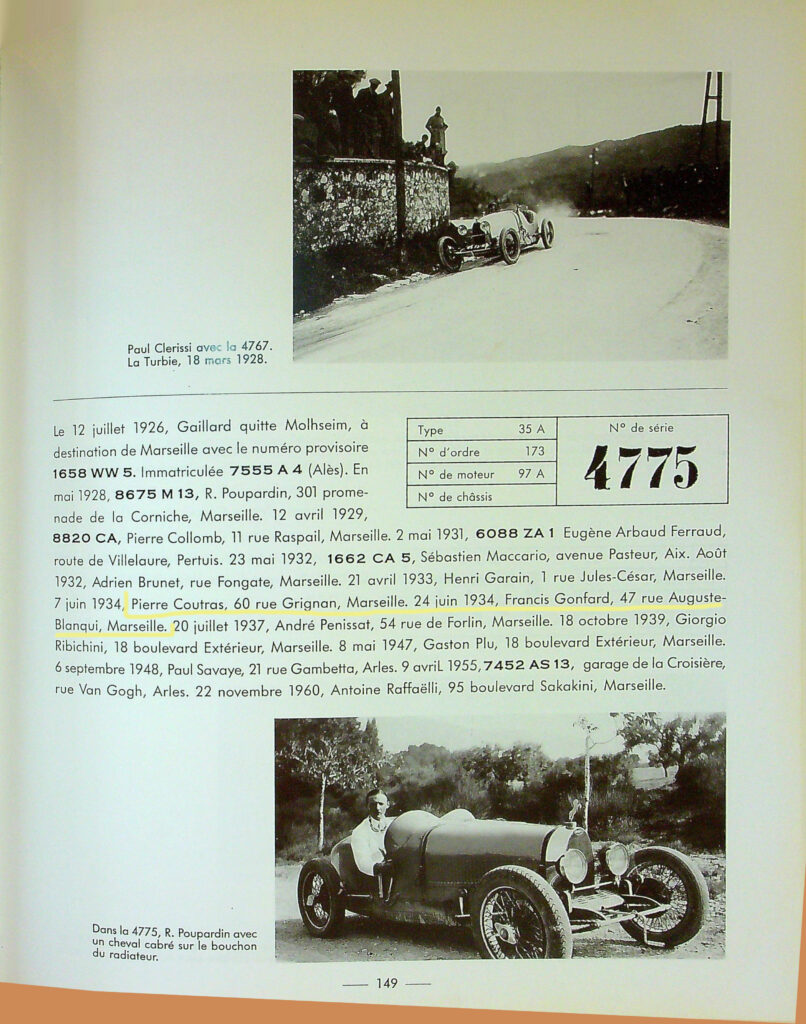 Paul Clerissi avec la 4767.
La Turbie, 18 mars 1928.
Le 12 juillet 1926, Gaillard quitte Molhseim, à
destination de Marseille avec le numéro provisoire
1658 WW 5. Immatriculée 7555 A 4 (Alès). En
mai 1928, 8675 M 13, R. Poupardin, 301 prome-
nade de la Corniche, Marseille. 12 avril 1929,
Type 35 A
N° d'ordre 173
N° de moteur 97 A
N° de châssis
N° de série
4775
8820 CA, Pierre Collomb, 11 rue Raspail, Marseille. 2 mai 1931, 6088 ZA 1 Eugène Arbaud Ferraud,
route de Villelaure, Pertuis. 23 mai 1932, 1662 CA 5, Sébastien Maccario, avenue Pasteur, Aix. Août
1932, Adrien Brunet, rue Fongate, Marseille. 21 avril 1933, Henri Garain, 1 rue Jules-César, Marseille.
7 juin 1934, Pierre Coutras, 60 rue Grignan, Marseille. 24 juin 1934, Francis Gonfard, 47 rue Auguste-
Blanqui, Marseille. 20 juillet 1937, André Penissat, 54 rue de Forlin, Marseille. 18 octobre 1939, Giorgio
Ribichini, 18 boulevard Extérieur, Marseille. 8 mai 1947, Gaston Plu, 18 boulevard Extérieur, Marseille.
6 septembre 1948, Paul Savaye, 21 rue Gambetta, Arles. 9 avriL 1955, 7452 AS 13, garage de la Croisière,
rue Van Gogh, Arles. 22 novembre 1960, Antoine Raffaëlli, 95 boulevard Sakakini, Marseille.
Dans la 4775, R. Poupardin avec
un cheval cabré sur le bouchon
du radiateur.
149